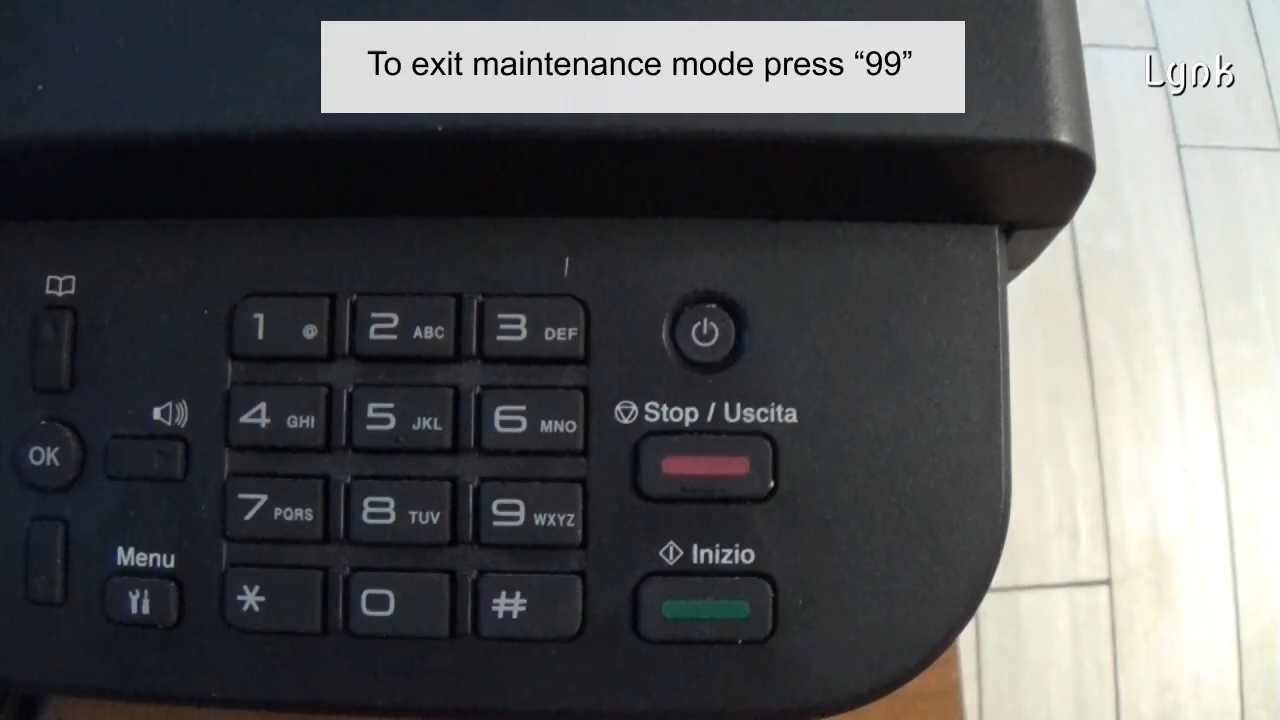 To exit maintenance mode press “99”
Lynk
1 @ 2 ABC 3 DEF
Stop / Uscita
4 GHI 5 JKL 6 MNO
OK
7 PQRS 8 TUV 9 WXYZ
Menu
Inizio
* 0 #